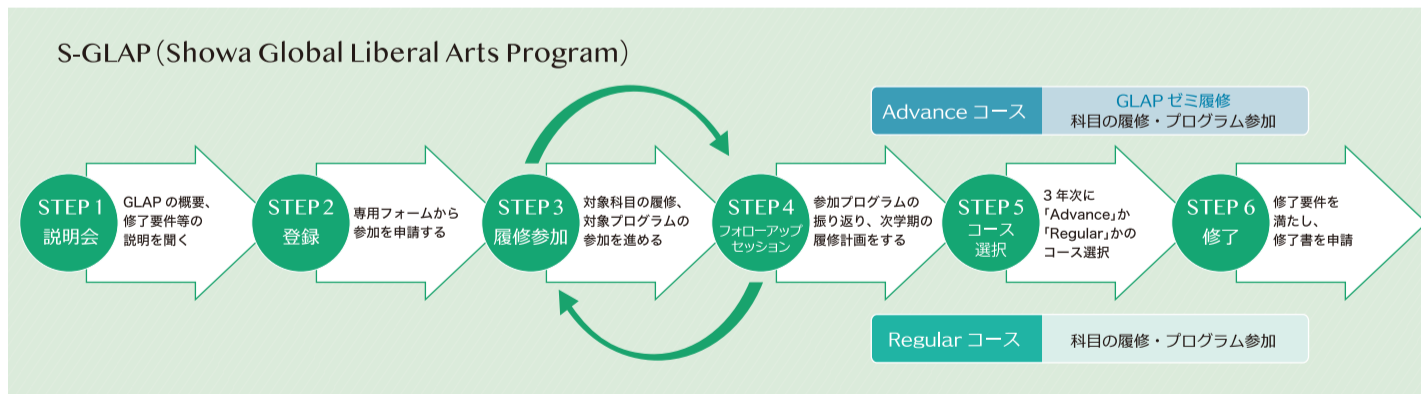 S-GLAP（Showa Global Liberal Arts Program）
Advance コース
GLAP ゼミ履修
科目の履修・プログラム参加
STEP 1
説明会
GLAP の概要、
修了要件等の
説明を聞く
STEP 2
登録
専用フォームから
参加を申請する
STEP 3
履修参加
対象科目の履修、
対象プログラムの
参加を進める
STEP 4
フォローアップ
セッション
参加プログラムの
振り返り、次学期の
履修計画をする
STEP 5
コース
選択
3 年次に
「Advance」か
「Regular」かの
コース選択
STEP 6
修了
修了要件を
満たし、
修了書を申請
Regular コース
科目の履修・プログラム参加